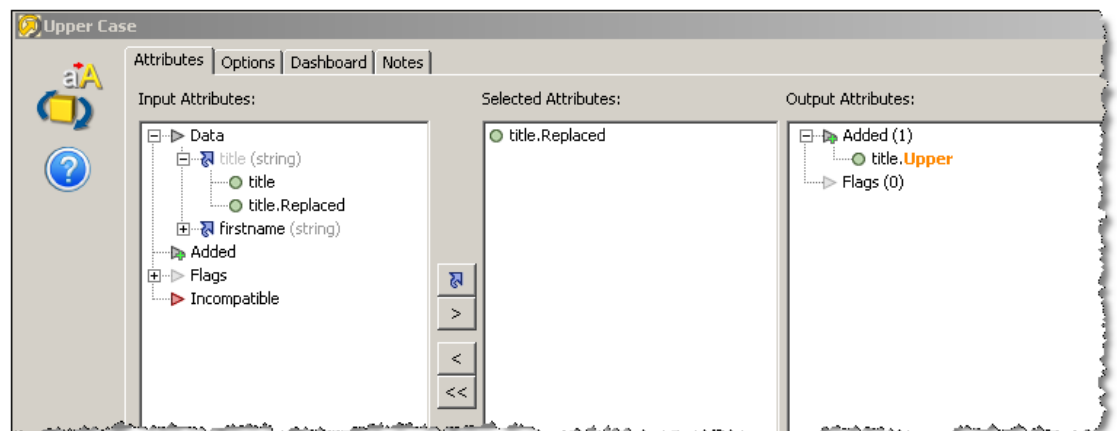 Upper Case
Attributes Options Dashboard Notes
Input Attributes:
Data
title (string)
title
title.Replaced
firstname (string)
Added
Flags
Incompatible
>
<
<<
Selected Attributes:
title.Replaced
Output Attributes:
Added (1)
title.Upper
Flags (0)
aA
?